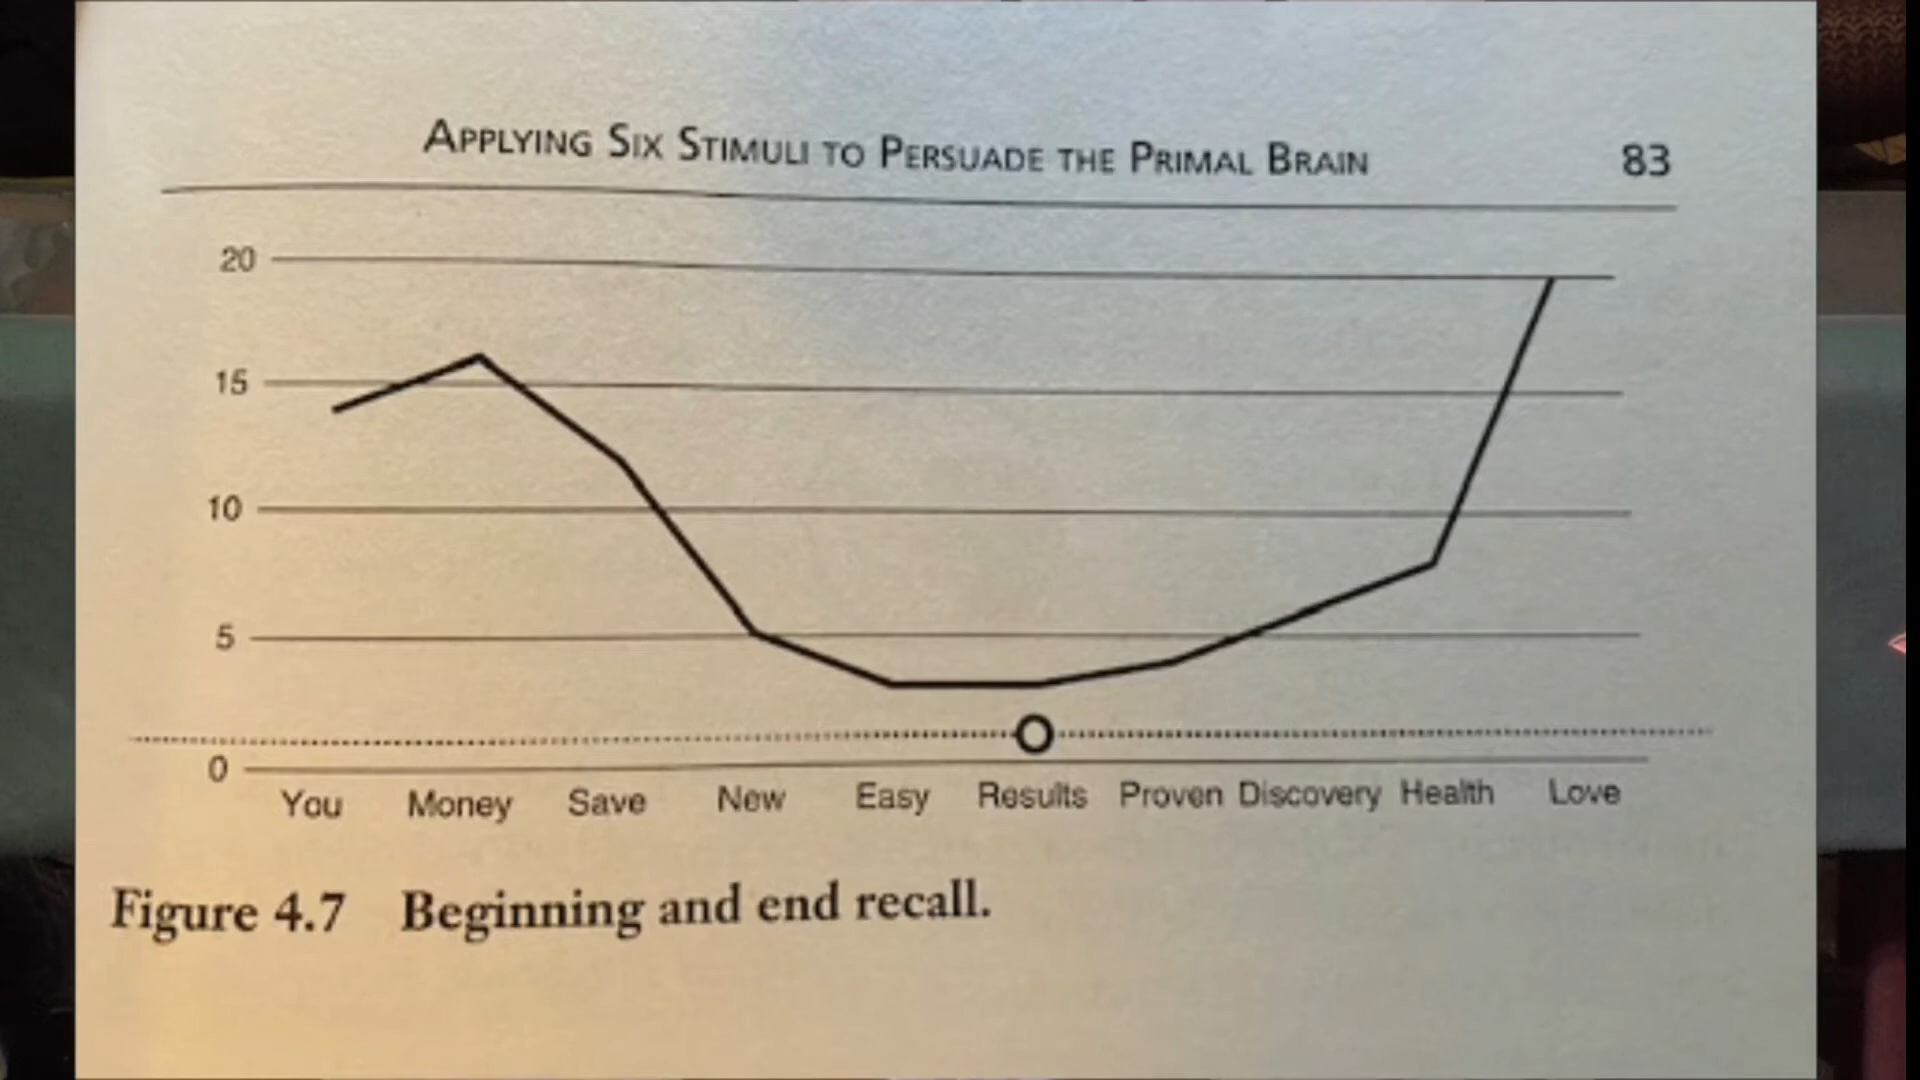 APPLYING SIX STIMULI TO PERSUADE THE PRIMAL BRAIN 83
20
15
10
5
0
You Money Save New Easy Results Proven Discovery Health Love
Figure 4.7 Beginning and end recall.